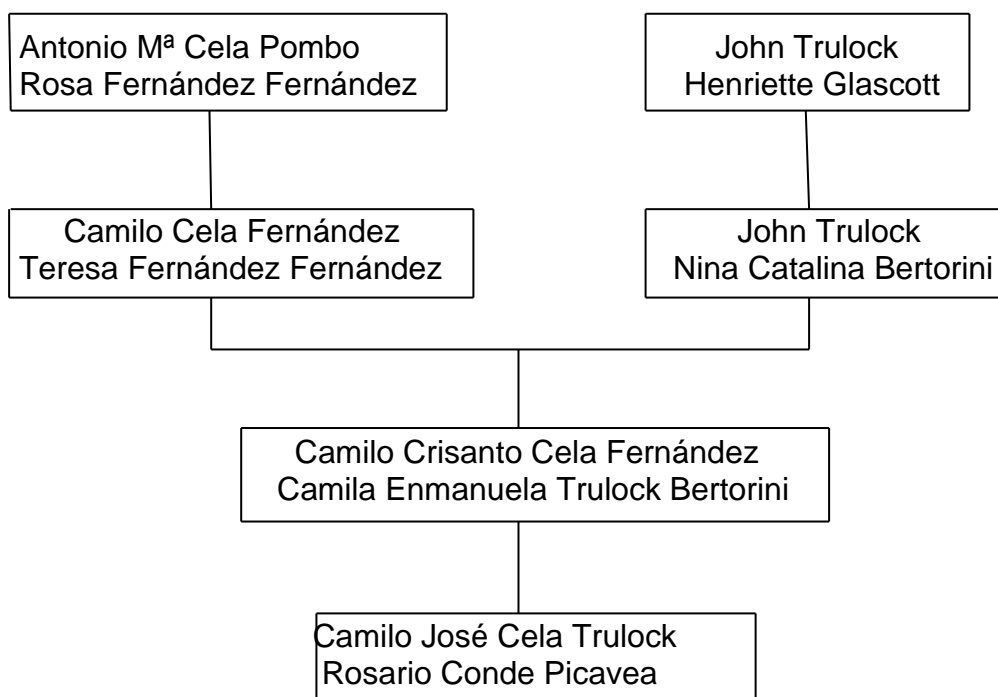 Antonio Mª Cela Pombo
Rosa Fernández Fernández
John Trulock
Henriette Glascott
Camilo Cela Fernández
Teresa Fernández Fernández
John Trulock
Nina Catalina Bertorini
Camilo Crisanto Cela Fernández
Camila Enmanuela Trulock Bertorini
Camilo José Cela Trulock
Rosario Conde Picavea